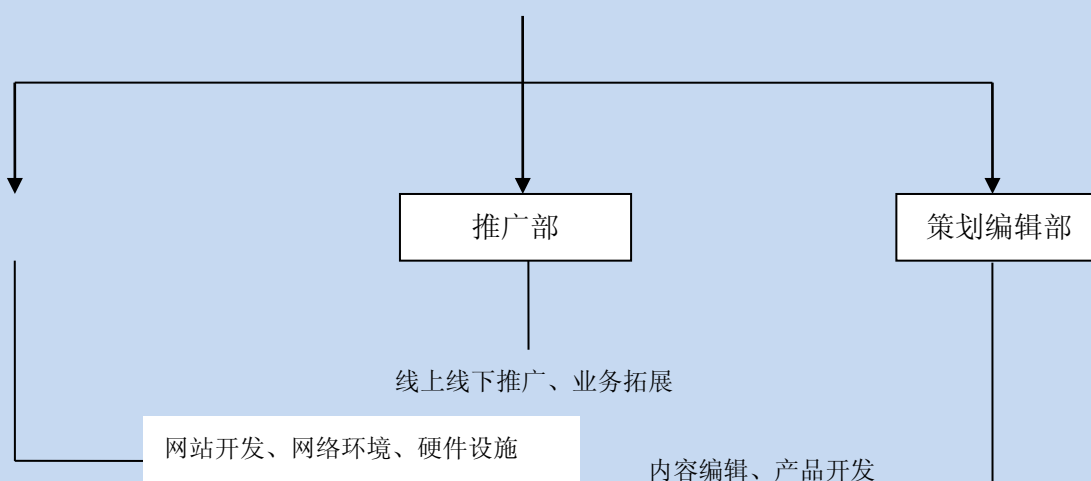 推广部
策划编辑部
线上线下推广、业务拓展
网站开发、网络环境、硬件设施
内容编辑、产品开发